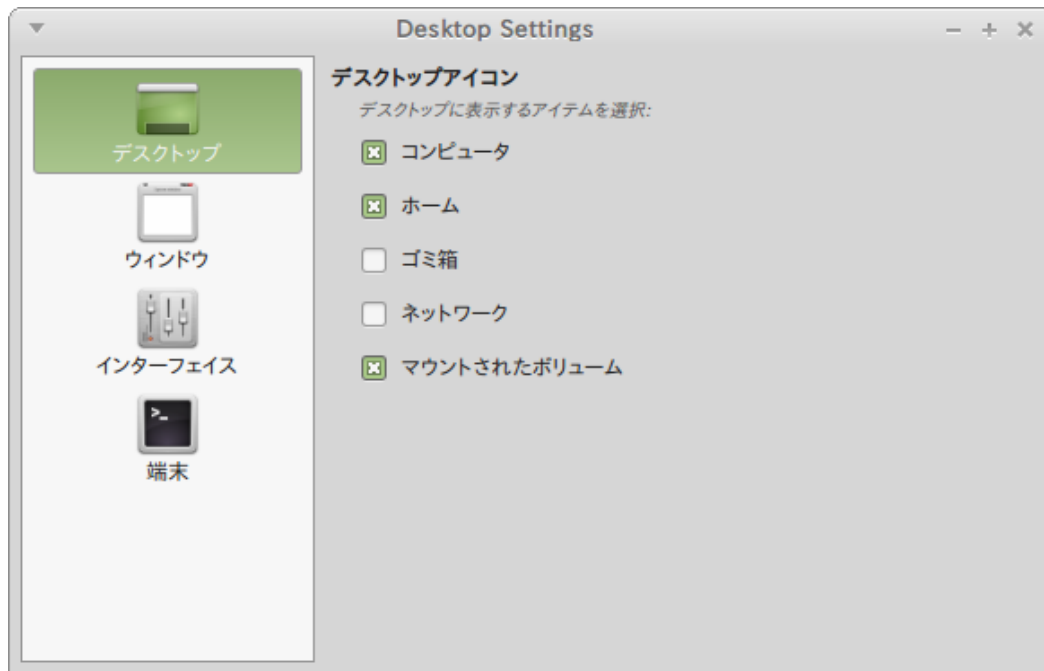 Desktop Settings
デスクトップ
ウィンドウ
インターフェイス
>_
端末
デスクトップアイコン
デスクトップに表示するアイテムを選択:
コンピュータ
ホーム
ゴミ箱
ネットワーク
マウントされたボリューム